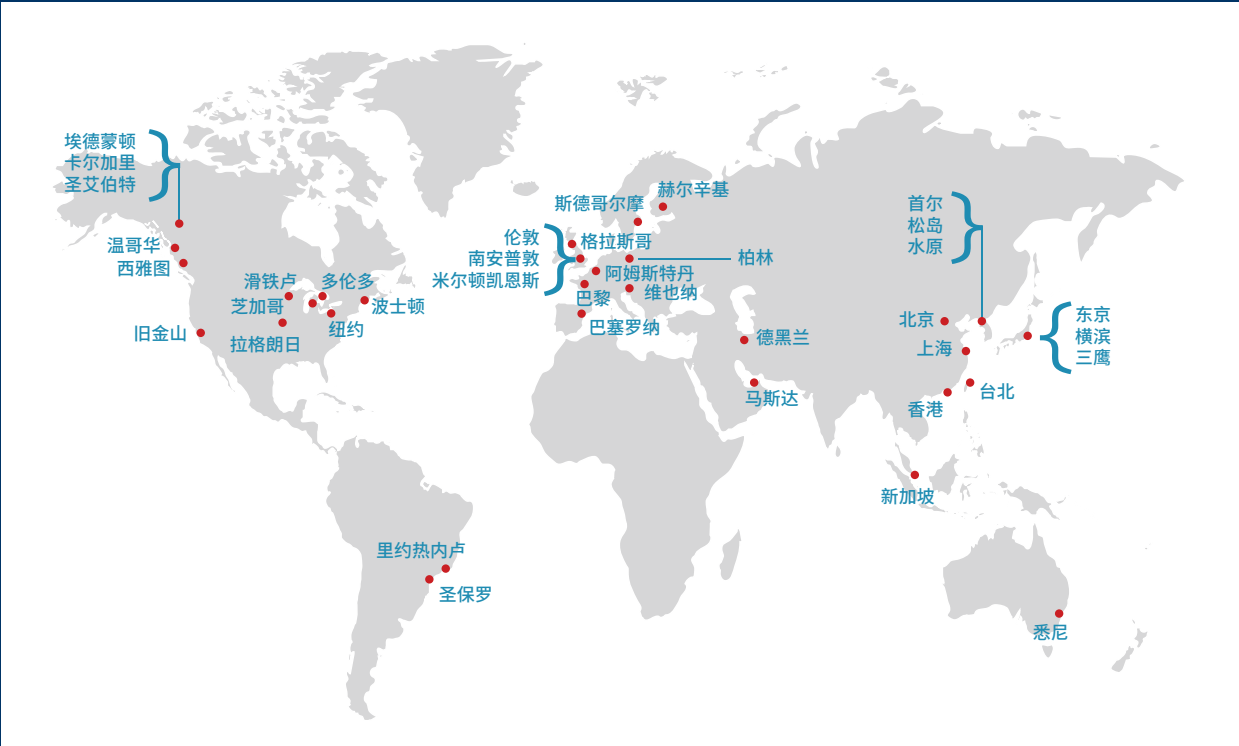 埃德蒙顿
卡尔加里
圣艾伯特
温哥华
西雅图
旧金山
滑铁卢
多伦多
芝加哥
波士顿
纽约
拉格朗日
里约热内卢
圣保罗
赫尔辛基
斯德哥尔摩
伦敦
南安普敦
米尔顿凯恩斯
格拉斯哥
柏林
阿姆斯特丹
巴黎
维也纳
巴塞罗纳
德黑兰
马斯达
首尔
松岛
水原
北京
上海
东京
横滨
三鹰
台北
香港
新加坡
悉尼